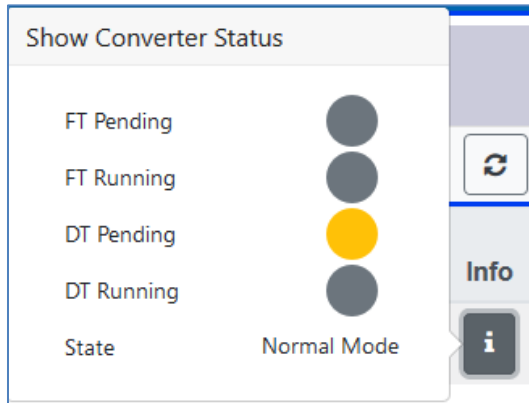 Show Converter Status
FT Pending
FT Running
DT Pending
DT Running
State Normal Mode
Info
i